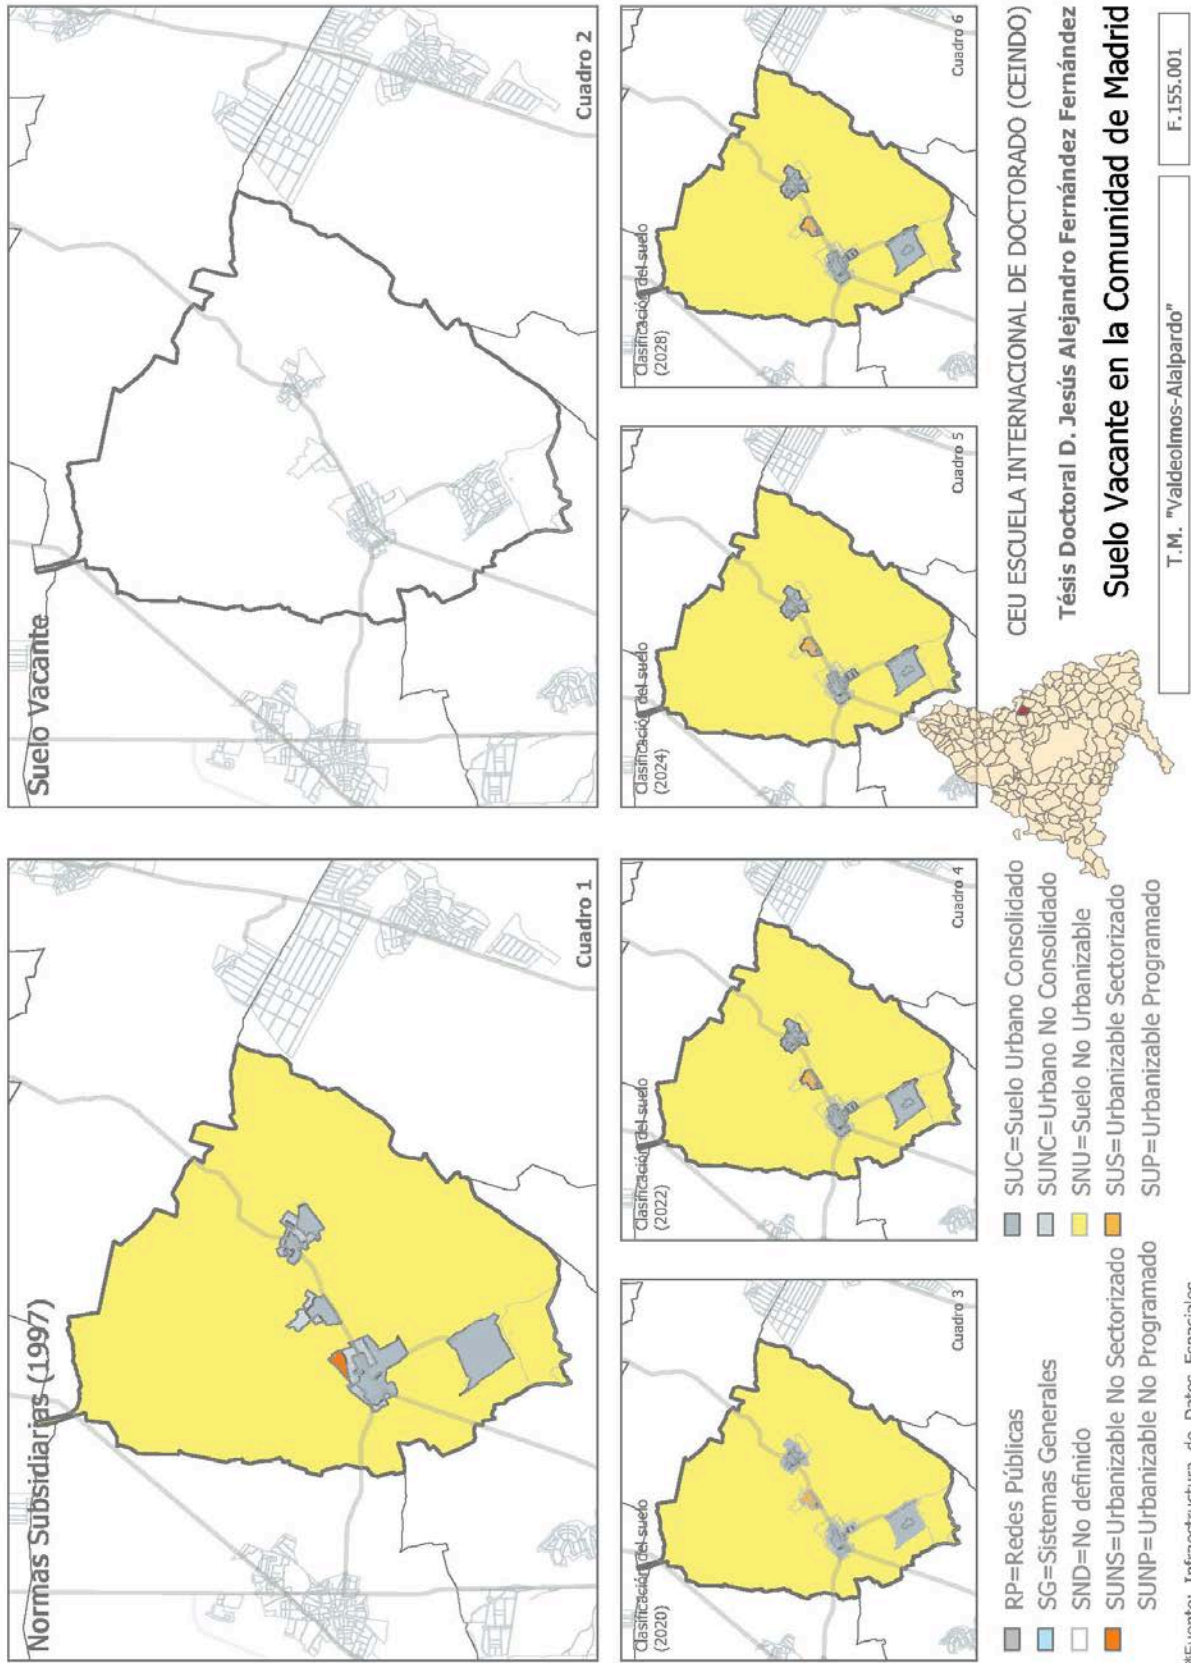 Normas Subsidiarias (1997)
Cuadro 1
Suelo Vacante
Cuadro 2
Clasificación del suelo
(2020)
Cuadro 3
Clasificación del suelo
(2022)
Cuadro 4
Clasificación del suelo
(2024)
Cuadro 5
Clasificación del suelo
(2028)
Cuadro 6
RP=Redes Públicas
SG=Sistemas Generales
SND=No definido
SUNS=Urbanizable No Sectorizado
SUNP=Urbanizable No Programado
SUC=Suelo Urbano Consolidado
SUNC=Urbano No Consolidado
SNU=Suelo No Urbanizable
SUS=Urbanizable Sectorizado
SUP=Urbanizable Programado
CEU ESCUELA INTERNACIONAL DE DOCTORADO (CEINDO)
Tésis Doctoral D. Jesús Alejandro Fernández Fernández
Suelo Vacante en la Comunidad de Madrid
T.M. "Valdeolmos-Alalpardo"
F.155.001
*Fuente: Infraestructura de Datos Espaciales